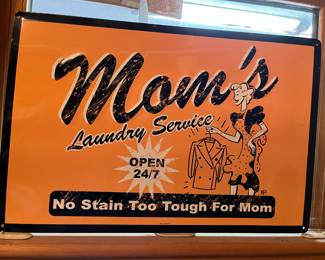 Mom's
Laundry Service
OPEN
24/7
No Stain Too Tough For Mom